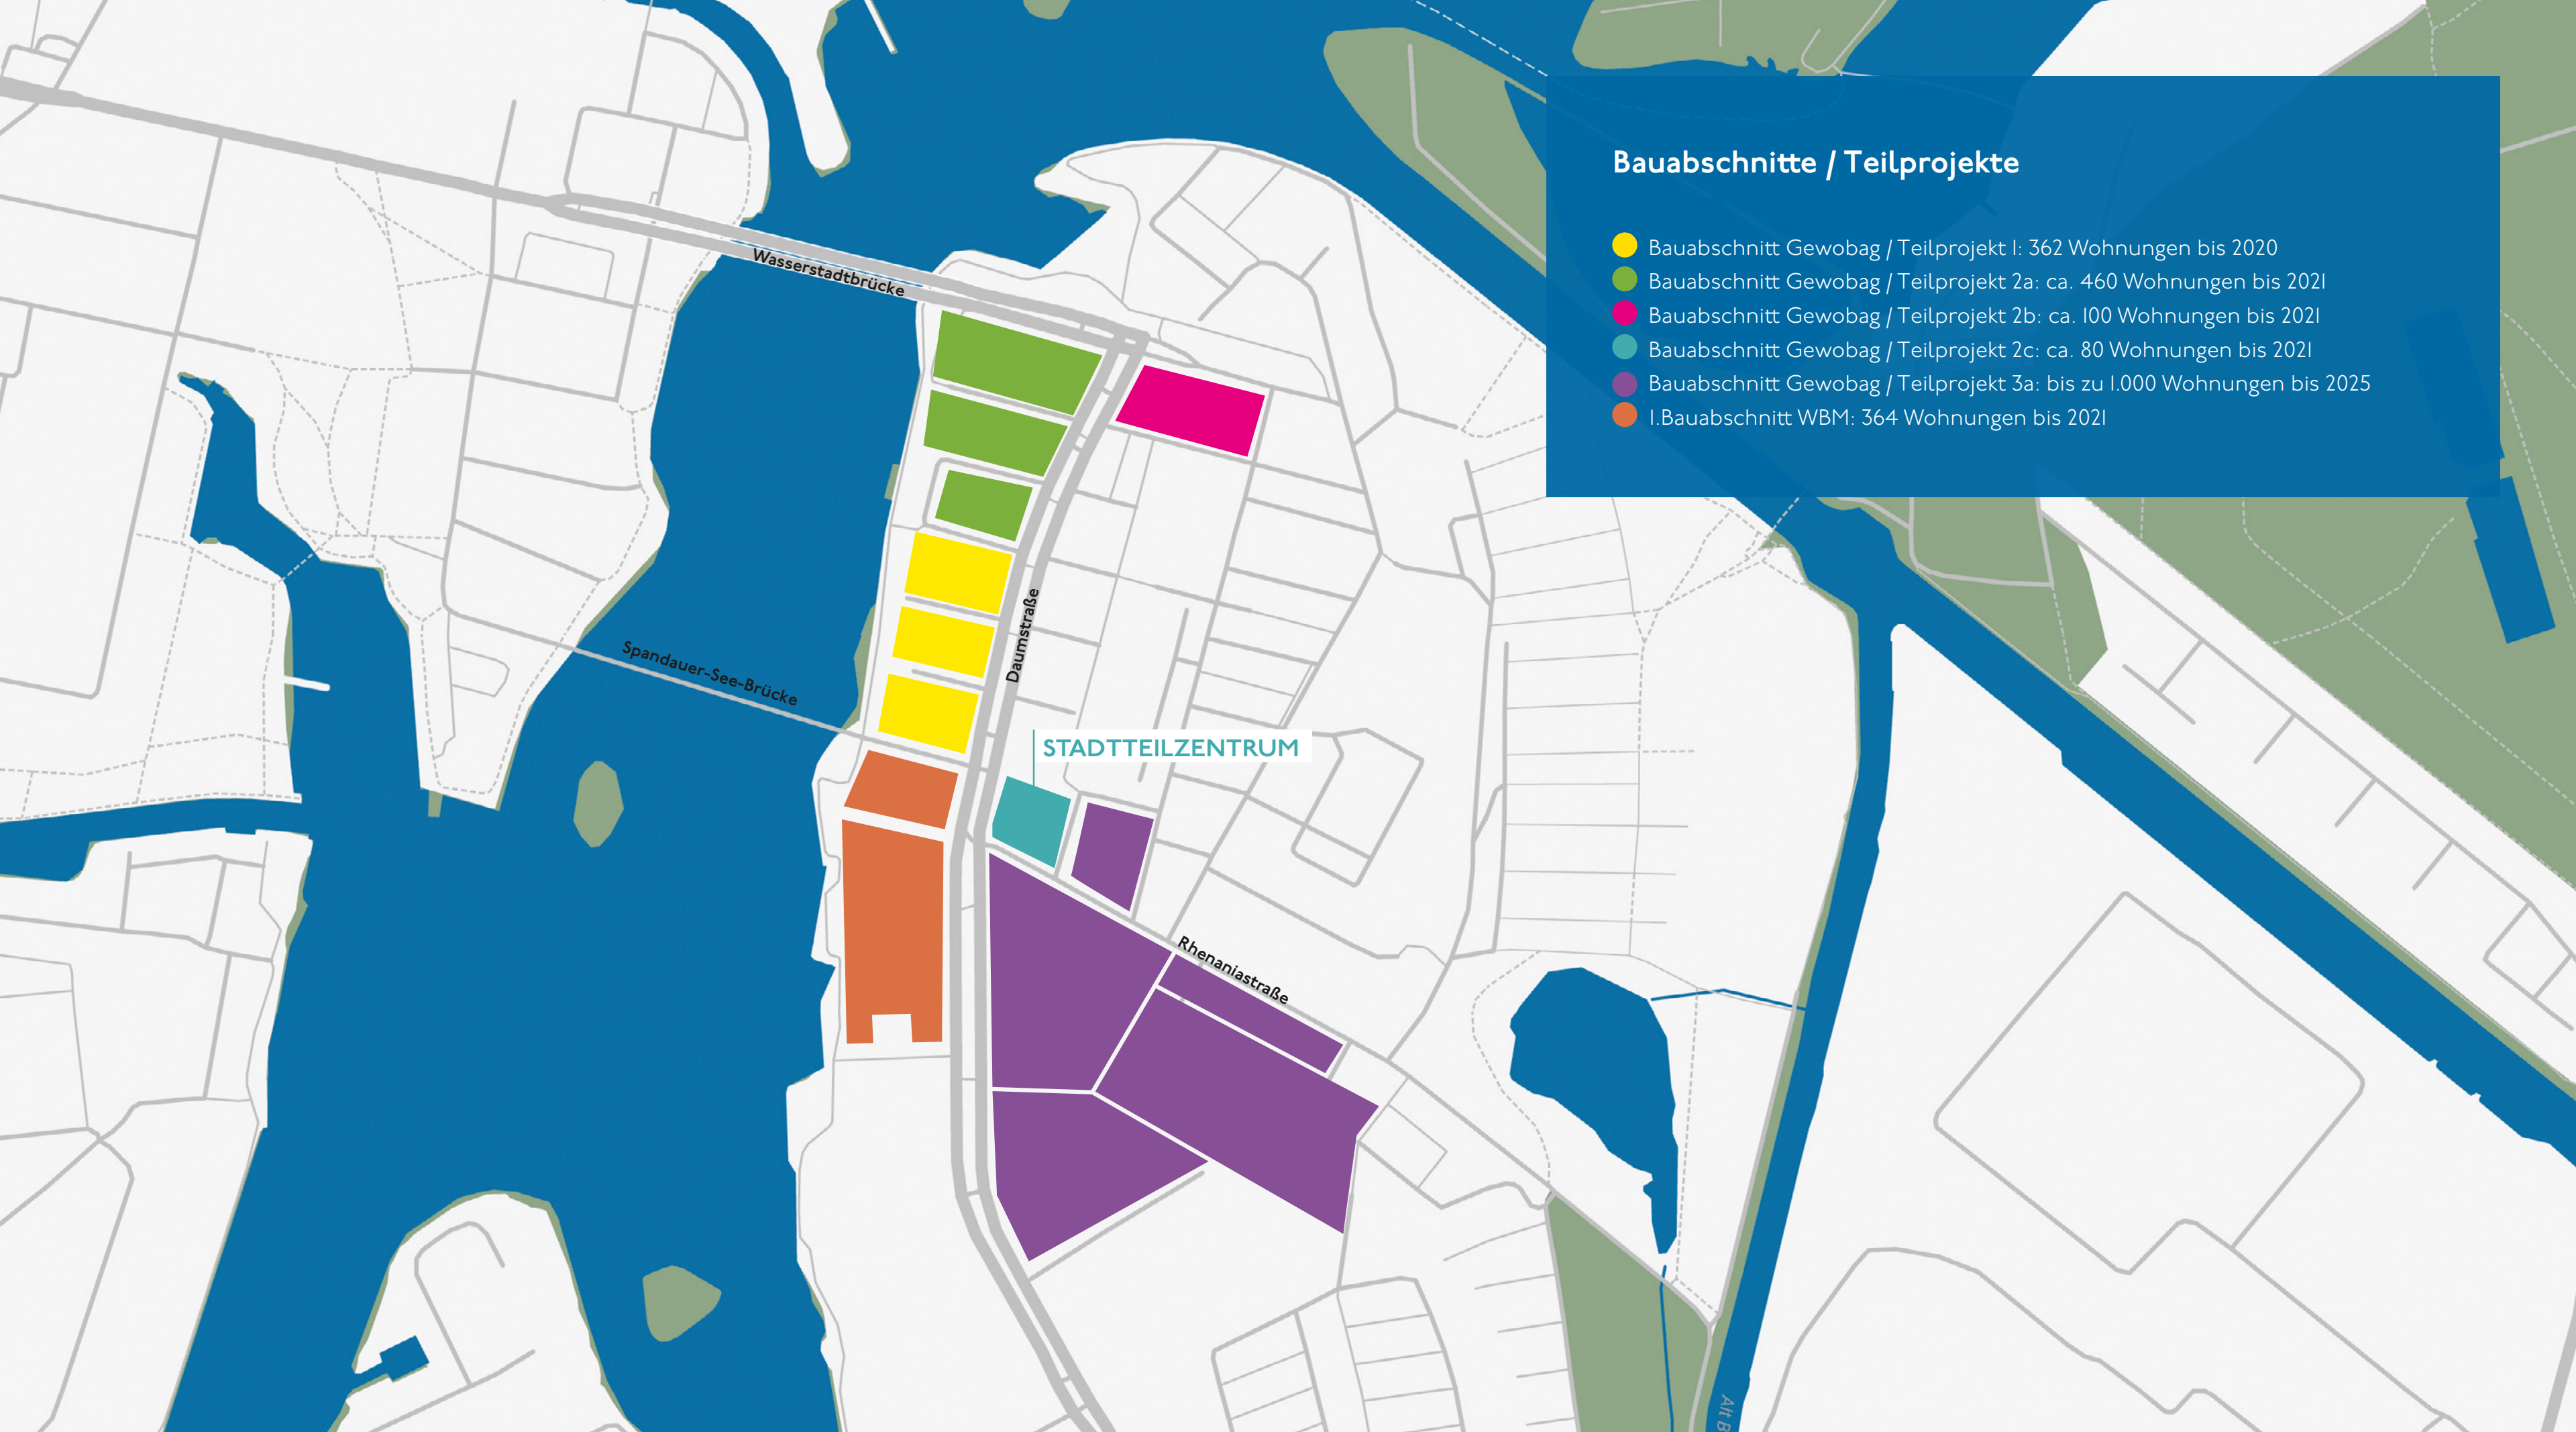 Bauabschnitte / Teilprojekte
Bauabschnitt Gewobag / Teilprojekt 1: 362 Wohnungen bis 2020
Bauabschnitt Gewobag / Teilprojekt 2a: ca. 460 Wohnungen bis 2021
Bauabschnitt Gewobag / Teilprojekt 2b: ca. 100 Wohnungen bis 2021
Bauabschnitt Gewobag / Teilprojekt 2c: ca. 80 Wohnungen bis 2021
Bauabschnitt Gewobag / Teilprojekt 3a: bis zu 1.000 Wohnungen bis 2025
1.Bauabschnitt WBM: 364 Wohnungen bis 2021
Wasserstadtbrücke
Daumstraße
Spandauer-See-Brücke
STADTTEILZENTRUM
Rhenaniastraße
Alt B